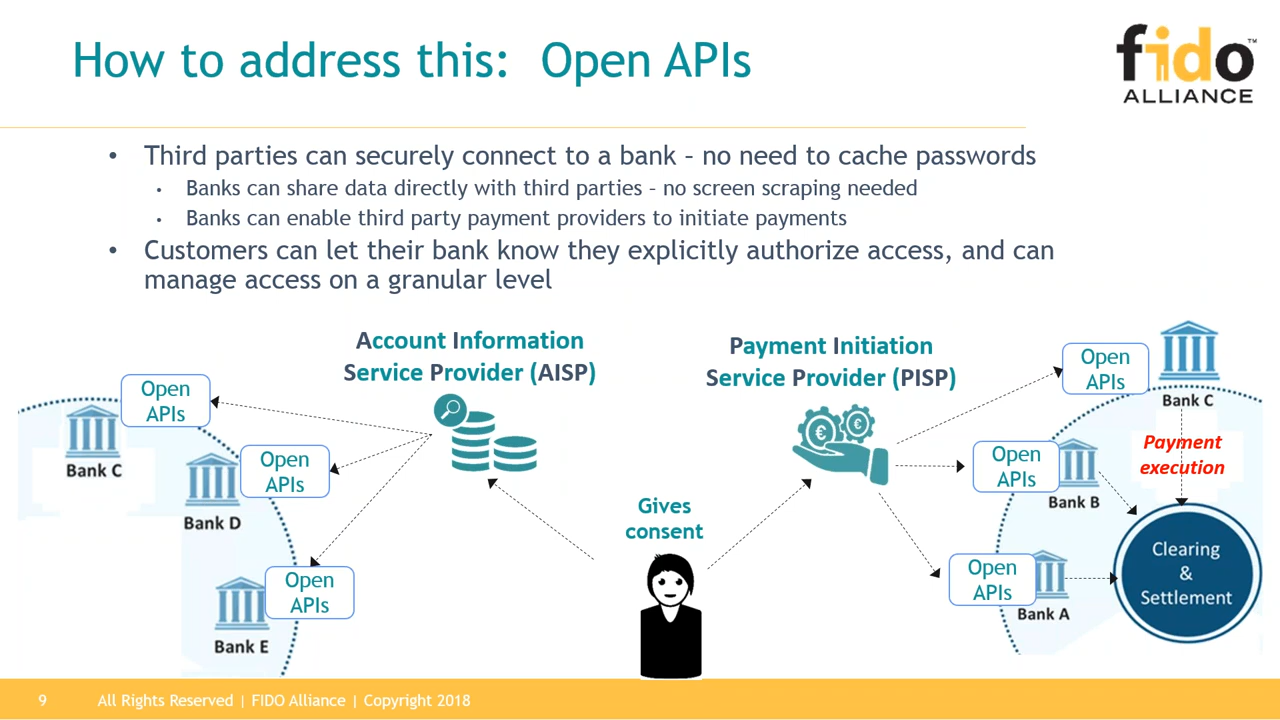 How to address this: Open APIs
fido™
ALLIANCE
• Third parties can securely connect to a bank – no need to cache passwords
• Banks can share data directly with third parties – no screen scraping needed
• Banks can enable third party payment providers to initiate payments
• Customers can let their bank know they explicitly authorize access, and can
manage access on a granular level
Account Information
Service Provider (AISP)
Open
APIs
Bank C
Open
APIs
Bank D
Open
APIs
Bank E
Gives
consent
Payment Initiation
Service Provider (PISP)
€
€
Open
APIs
Bank C
Payment
execution
Open
APIs
Bank B
Open
APIs
Bank A
Clearing
&
Settlement
9 All Rights Reserved | FIDO Alliance | Copyright 2018